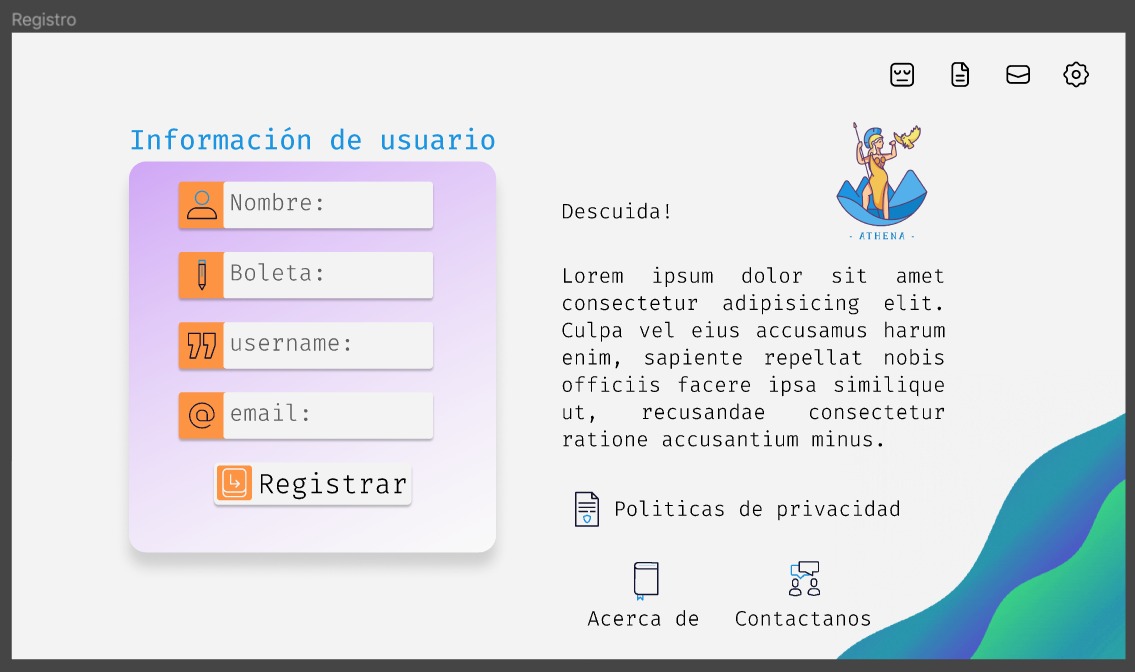 Registro
Información de usuario
Nombre:
Boleta:
username:
email:
Registrar
- ATHENA -
Descuida!
Lorem ipsum dolor sit amet
consectetur adipisicing elit.
Culpa vel eius accusamus harum
enim, sapiente repellat nobis
officiis facere ipsa similique
ut, recusandae consectetur
ratione accusantium minus.
Politicas de privacidad
Acerca de
Contactanos